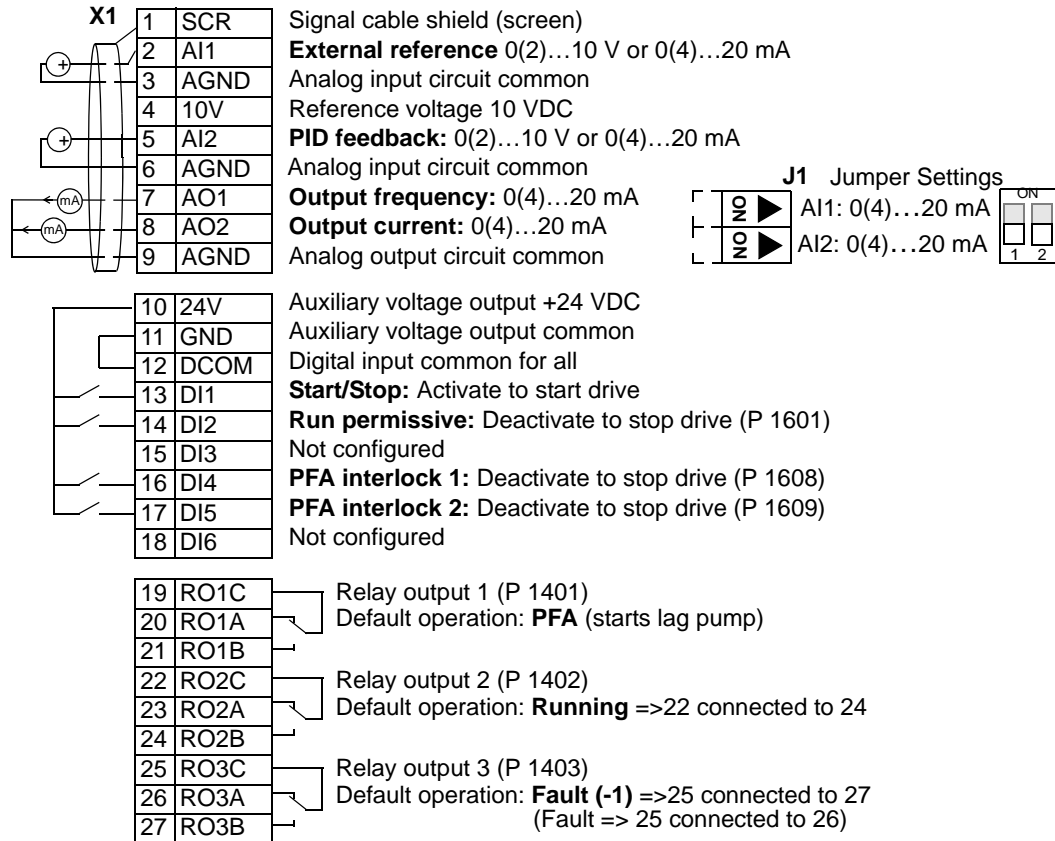 X1
1 SCR Signal cable shield (screen)
2 AI1 External reference 0(2)…10 V or 0(4)…20 mA
3 AGND Analog input circuit common
4 10V Reference voltage 10 VDC
5 AI2 PID feedback: 0(2)…10 V or 0(4)…20 mA
6 AGND Analog input circuit common
7 AO1 Output frequency: 0(4)…20 mA
8 AO2 Output current: 0(4)…20 mA
9 AGND Analog output circuit common
+
+
mA
mA
J1 Jumper Settings
ON AI1: 0(4)…20 mA
ON AI2: 0(4)…20 mA
ON
1 2
10 24V Auxiliary voltage output +24 VDC
11 GND Auxiliary voltage output common
12 DCOM Digital input common for all
13 DI1 Start/Stop: Activate to start drive
14 DI2 Run permissive: Deactivate to stop drive (P 1601)
15 DI3 Not configured
16 DI4 PFA interlock 1: Deactivate to stop drive (P 1608)
17 DI5 PFA interlock 2: Deactivate to stop drive (P 1609)
18 DI6 Not configured
19 RO1C Relay output 1 (P 1401)
20 RO1A Default operation: PFA (starts lag pump)
21 RO1B
22 RO2C Relay output 2 (P 1402)
23 RO2A Default operation: Running =>22 connected to 24
24 RO2B
25 RO3C Relay output 3 (P 1403)
26 RO3A Default operation: Fault (-1) =>25 connected to 27
27 RO3B (Fault => 25 connected to 26)